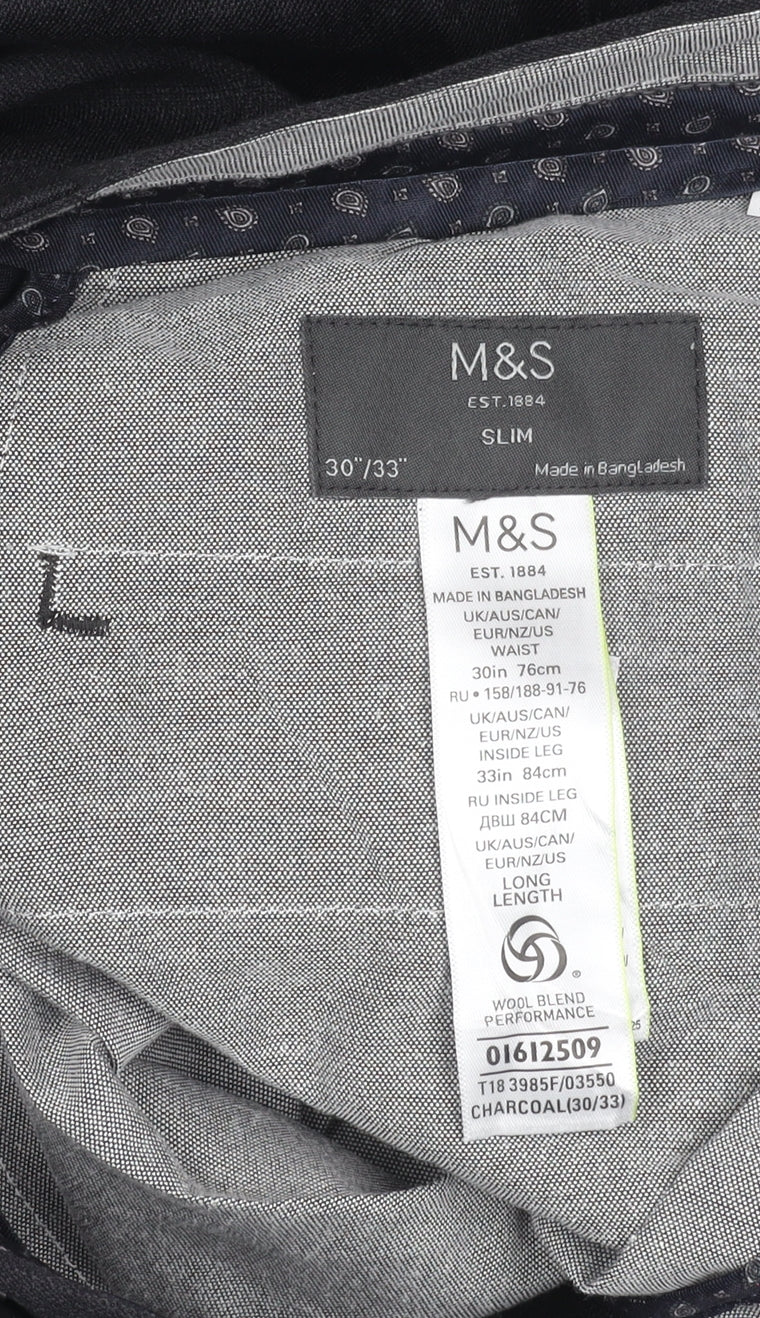 M&S
EST.1884
SLIM
30"/33"
Made in Bangladesh
M&S
EST. 1884
MADE IN BANGLADESH
UK/AUS/CAN/
EUR/NZ/US
WAIST
30in 76cm
RU • 158/188-91-76
UK/AUS/CAN/
EUR/NZ/US
INSIDE LEG
33in 84cm
RU INSIDE LEG
ДВШ 84CM
UK/AUS/CAN/
EUR/NZ/US
LONG
LENGTH
®
WOOL BLEND
PERFORMANCE
01612509
T18 3985F/03550
CHARCOAL(30/33)